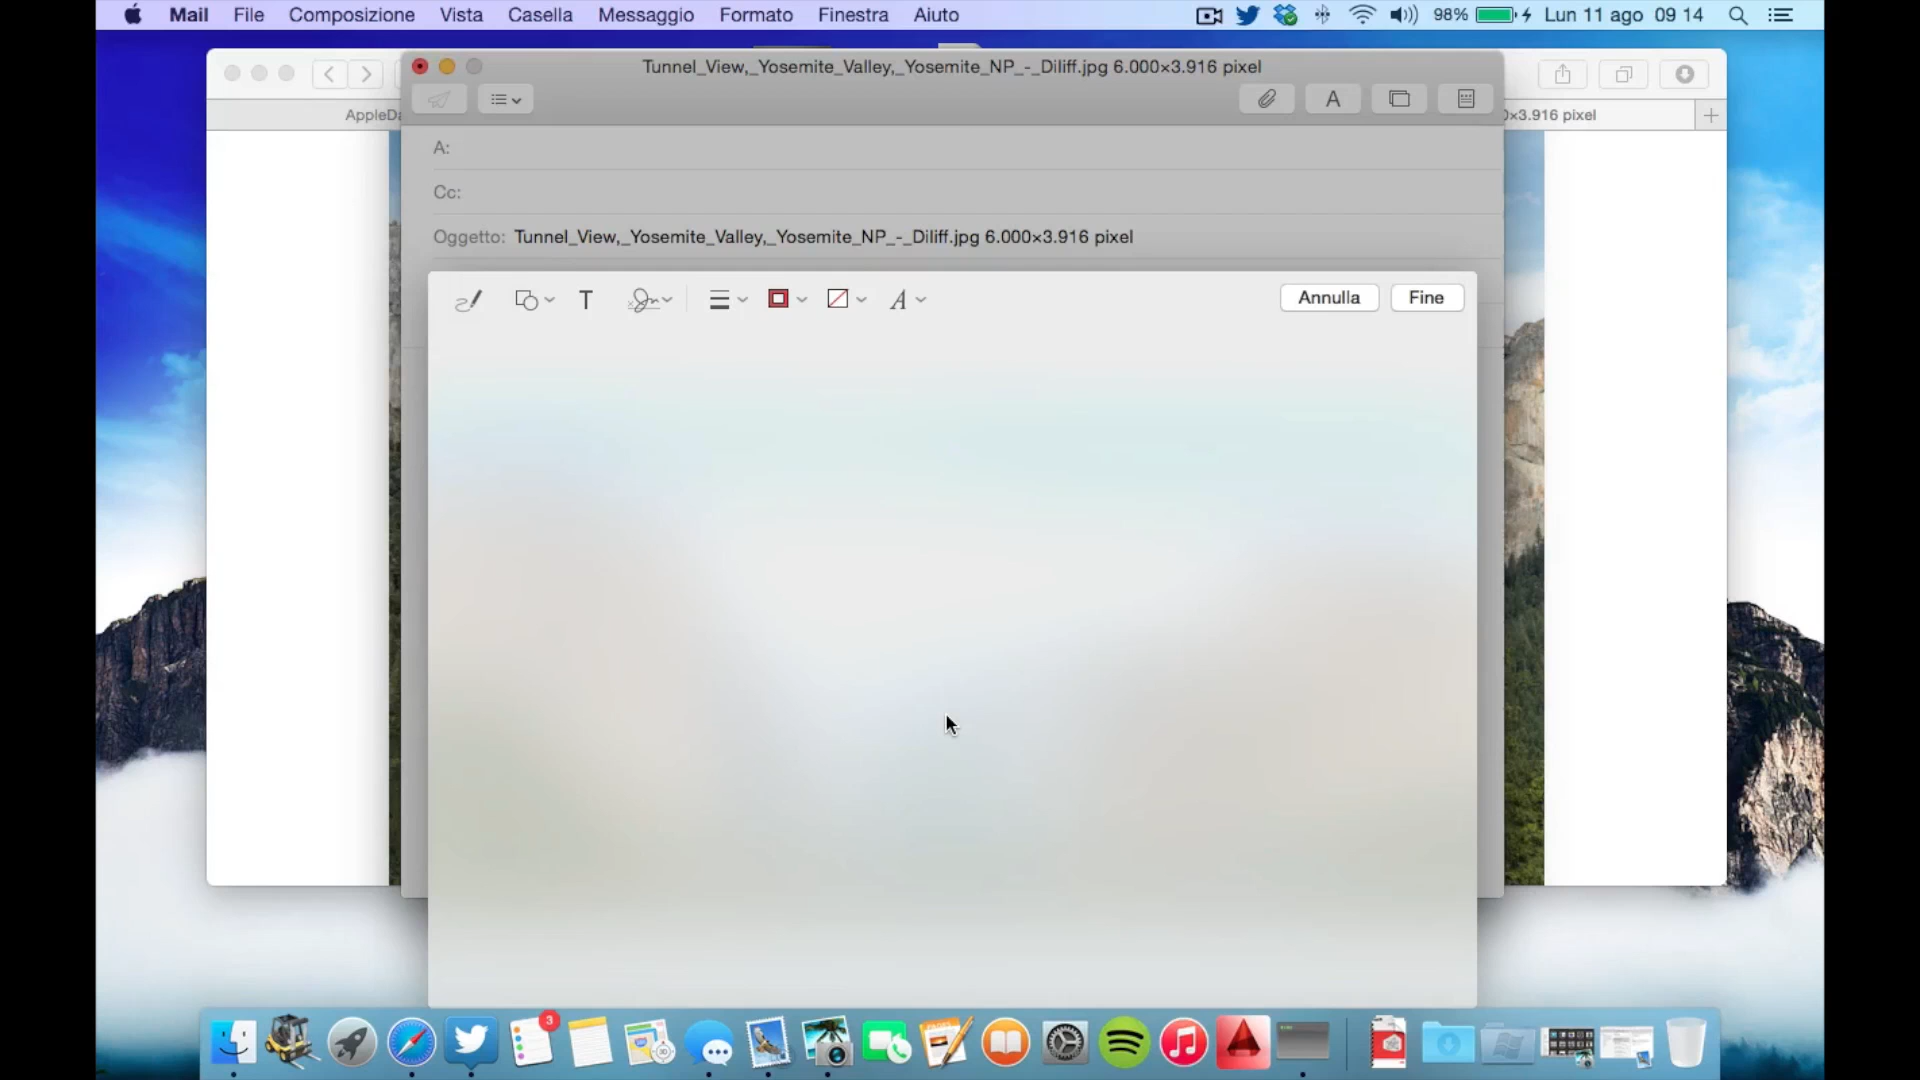 Mail File Composizione Vista Casella Messaggio Formato Finestra Aiuto 98% Lun 11 ago 09 14
Tunnel_View,_Yosemite_Valley,_Yosemite_NP_-_Diliff.jpg 6.000×3.916 pixel
AppleDa
×3.916 pixel
A:
Cc:
Oggetto: Tunnel_View,_Yosemite_Valley,_Yosemite_NP_-_Diliff.jpg 6.000×3.916 pixel
T A Annulla Fine
3